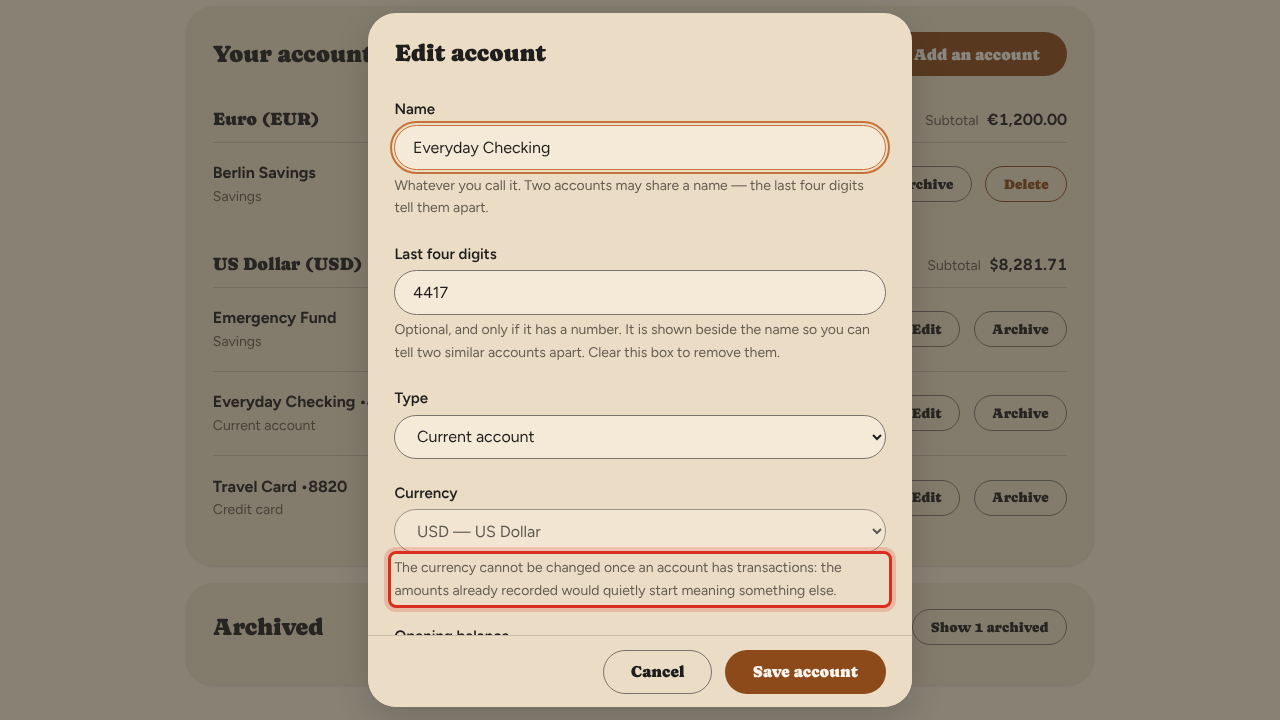 Your account
Add an account
Euro (EUR)
Subtotal €1,200.00
Berlin Savings
Savings
Delete
US Dollar (USD)
Subtotal $8,281.71
Emergency Fund
Savings
Edit
Archive
Everyday Checking
Current account
Edit
Archive
Travel Card •8820
Credit card
Edit
Archive
Archived
Show 1 archived
Edit account
Name
Everyday Checking
Whatever you call it. Two accounts may share a name — the last four digits
tell them apart.
Last four digits
4417
Optional, and only if it has a number. It is shown beside the name so you can
tell two similar accounts apart. Clear this box to remove them.
Type
Current account
Currency
USD — US Dollar
The currency cannot be changed once an account has transactions: the
amounts already recorded would quietly start meaning something else.
Opening balance
Cancel
Save account